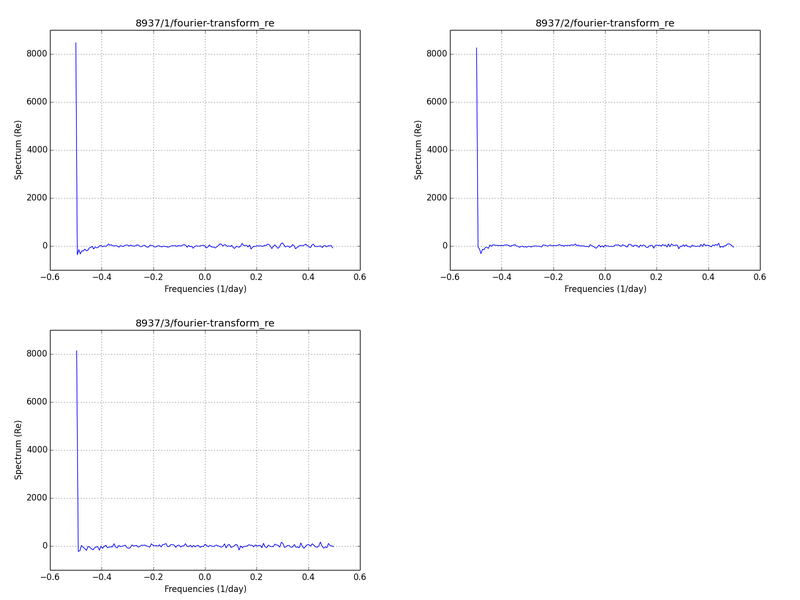 8937/1/fourier-transform_re
8000
6000
4000
2000
0
Spectrum (Re)
−0.6 −0.4 −0.2 0.0 0.2 0.4 0.6
Frequencies (1/day)
8937/2/fourier-transform_re
8000
6000
4000
2000
0
Spectrum (Re)
−0.6 −0.4 −0.2 0.0 0.2 0.4 0.6
Frequencies (1/day)
8937/3/fourier-transform_re
8000
6000
4000
2000
0
Spectrum (Re)
−0.6 −0.4 −0.2 0.0 0.2 0.4 0.6
Frequencies (1/day)